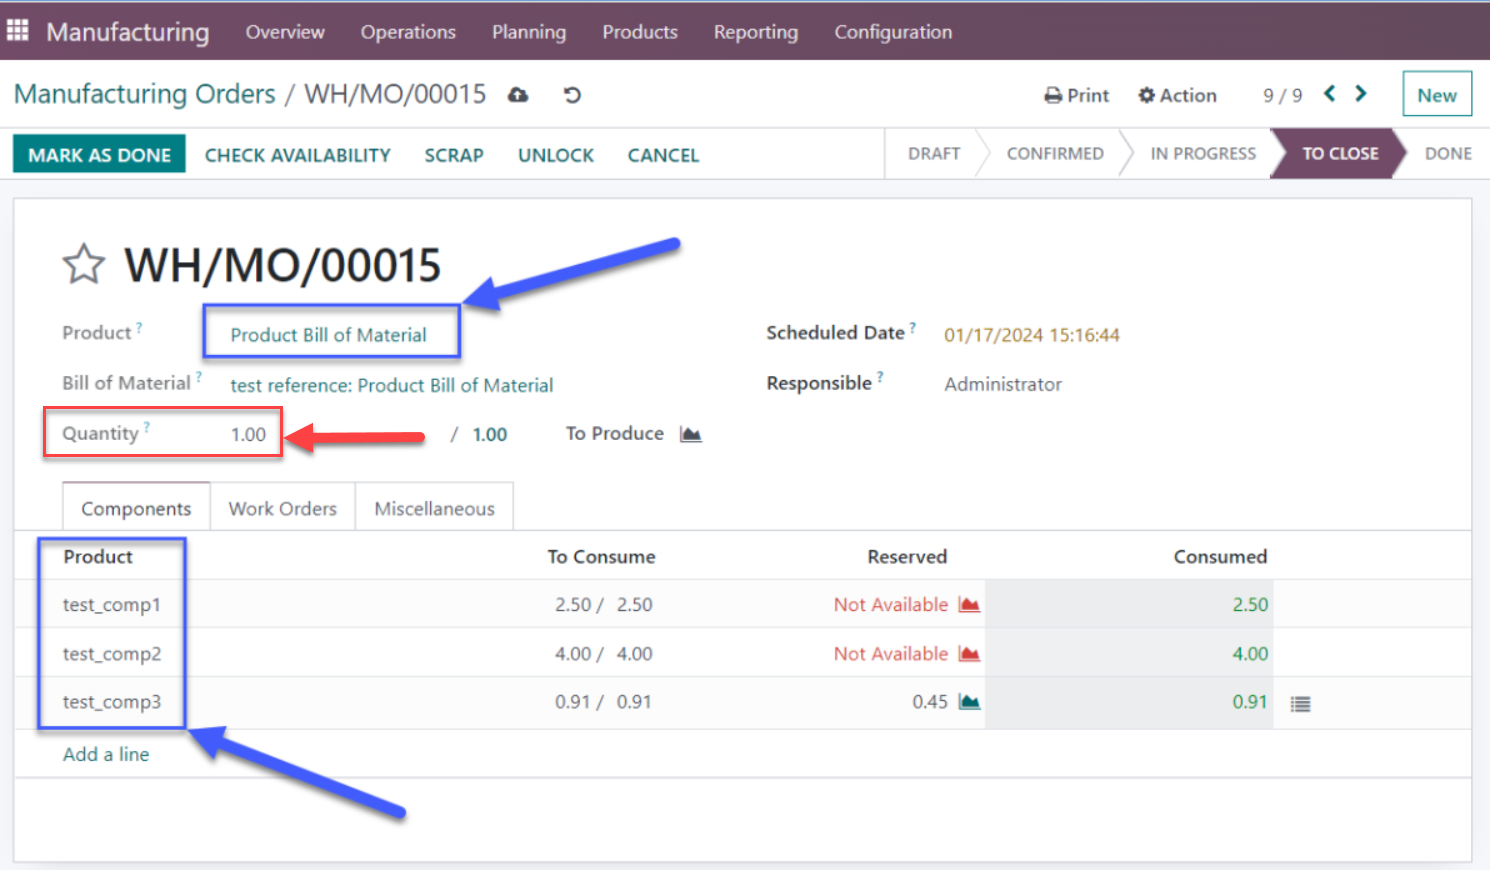 Manufacturing Overview Operations Planning Products Reporting Configuration
Manufacturing Orders / WH/MO/00015 Print Action 9 / 9 New
MARK AS DONE CHECK AVAILABILITY SCRAP UNLOCK CANCEL DRAFT CONFIRMED IN PROGRESS TO CLOSE DONE
WH/MO/00015
Product ? Product Bill of Material Scheduled Date ? 01/17/2024 15:16:44
Bill of Material ? test reference: Product Bill of Material Responsible ? Administrator
Quantity ? 1.00 / 1.00 To Produce
Components Work Orders Miscellaneous
Product To Consume Reserved Consumed
test_comp1 2.50 / 2.50 Not Available 2.50
test_comp2 4.00 / 4.00 Not Available 4.00
test_comp3 0.91 / 0.91 0.45 0.91
Add a line